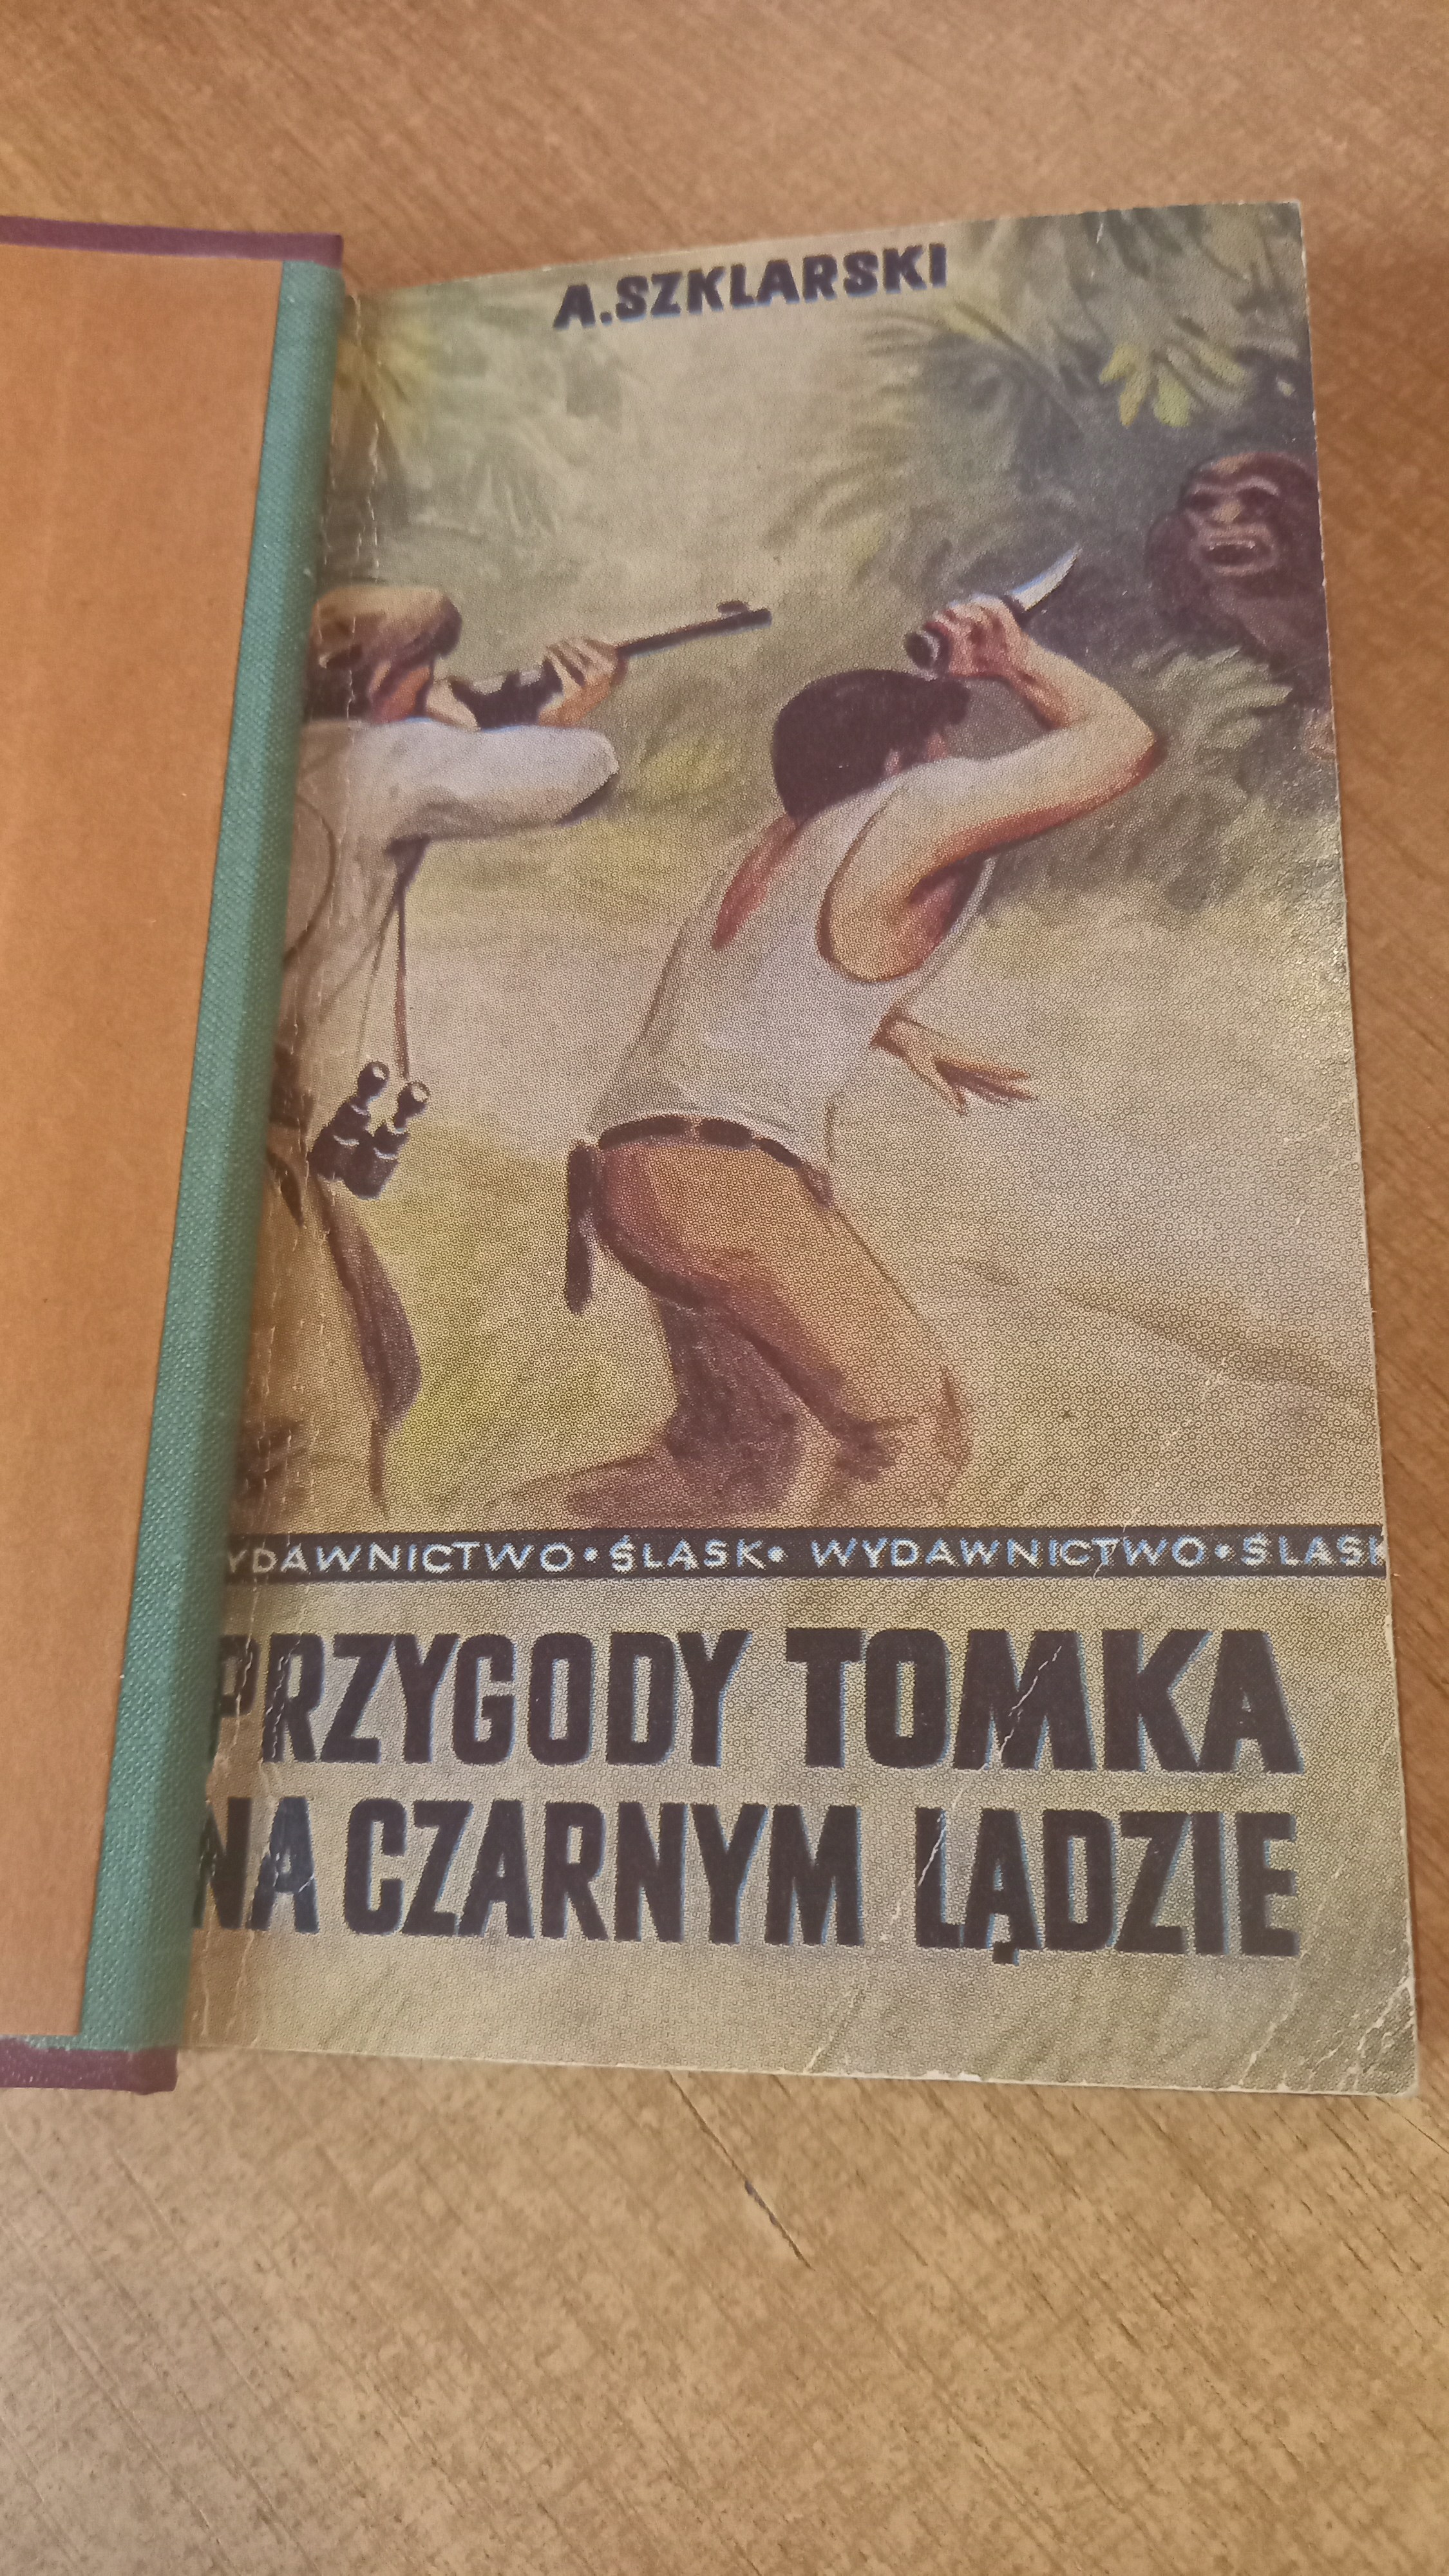 A.SZKLARSKI
YDAWNICTWO • ŚLĄSK • WYDAWNICTWO • ŚLĄSK
PRZYGODY TOMKA
NA CZARNYM LĄDZIE